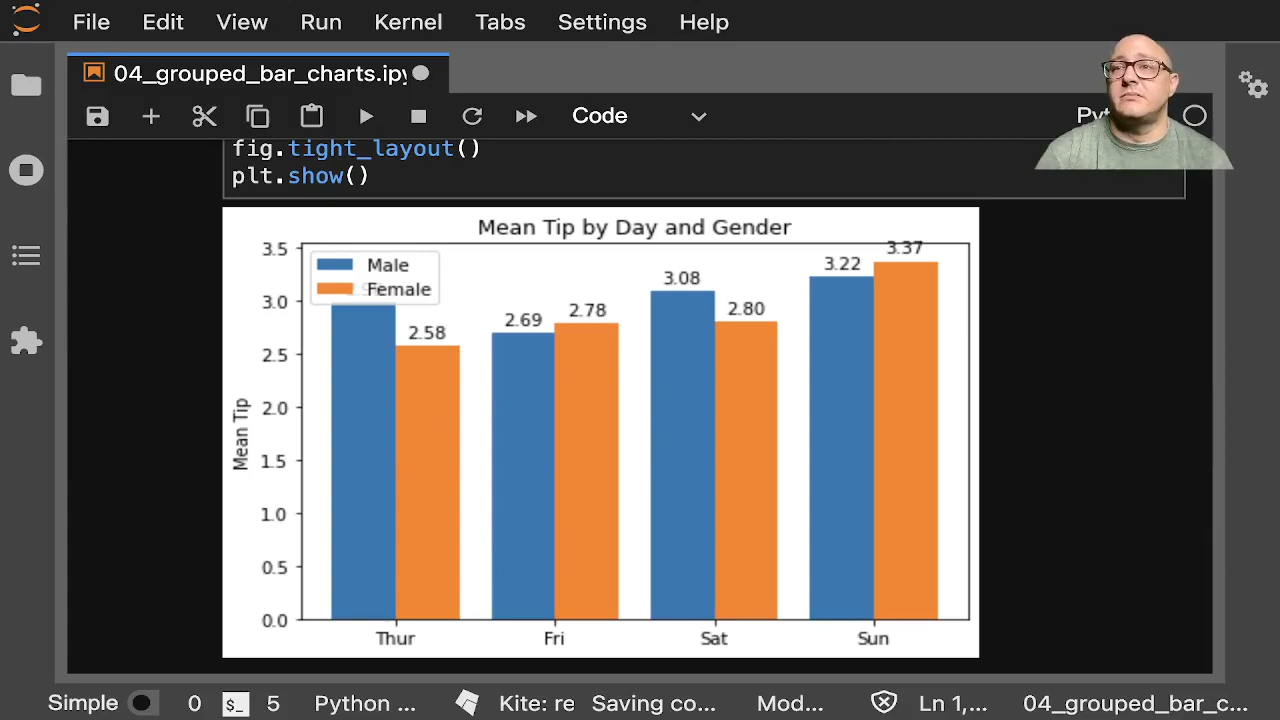 File Edit View Run Kernel Tabs Settings Help
04_grouped_bar_charts.ipy
Code
fig.tight_layout()
plt.show()
Mean Tip by Day and Gender
Male
Female
3.5
3.0
2.5
2.0
1.5
1.0
0.5
0.0
Mean Tip
2.58
2.69
2.78
3.08
2.80
3.22
3.37
Thur Fri Sat Sun
Simple 0 $_ 5 Python ... Kite: re Saving co... Mod... Ln 1,... 04_grouped_bar_c...